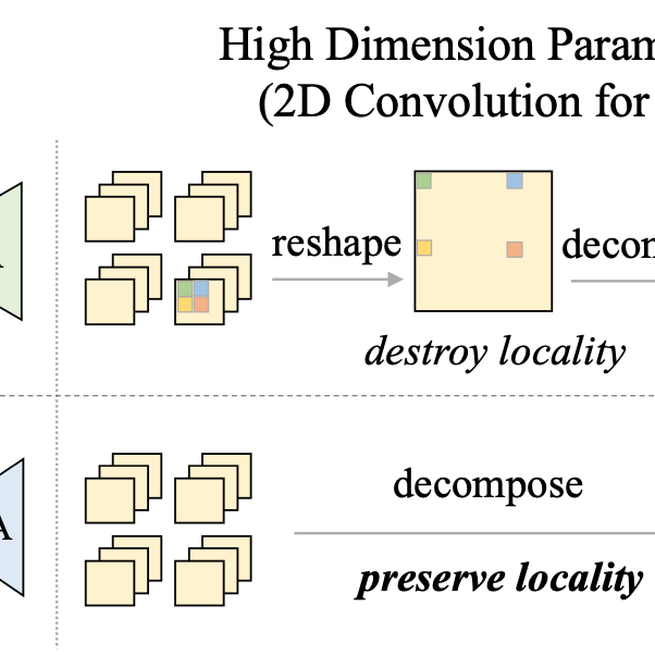 High Dimension Param
(2D Convolution for
reshape
decom
destroy locality
decompose
A
preserve locality